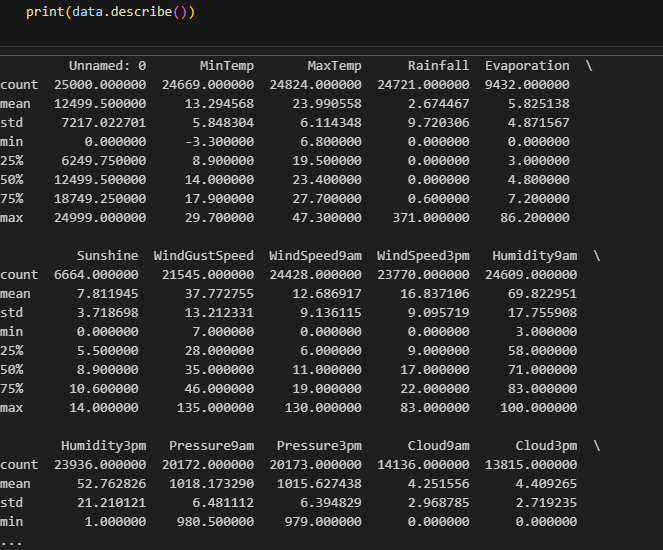 print(data.describe())
Unnamed: 0 MinTemp MaxTemp Rainfall Evaporation \
count 25000.000000 24669.000000 24824.000000 24721.000000 9432.000000
mean 12499.500000 13.294568 23.990558 2.674467 5.825138
std 7217.022701 5.848304 6.114348 9.720306 4.871567
min 0.000000 -3.300000 6.800000 0.000000 0.000000
25% 6249.750000 8.900000 19.500000 0.000000 3.000000
50% 12499.500000 14.000000 23.400000 0.000000 4.800000
75% 18749.250000 17.900000 27.700000 0.600000 7.200000
max 24999.000000 29.700000 47.300000 371.000000 86.200000
Sunshine WindGustSpeed WindSpeed9am WindSpeed3pm Humidity9am \
count 6664.000000 21545.000000 24428.000000 23770.000000 24609.000000
mean 7.811945 37.772755 12.686917 16.837106 69.822951
std 3.718698 13.212331 9.136115 9.095719 17.755908
min 0.000000 7.000000 0.000000 0.000000 3.000000
25% 5.500000 28.000000 6.000000 9.000000 58.000000
50% 8.900000 35.000000 11.000000 17.000000 71.000000
75% 10.600000 46.000000 19.000000 22.000000 83.000000
max 14.000000 135.000000 130.000000 83.000000 100.000000
Humidity3pm Pressure9am Pressure3pm Cloud9am Cloud3pm \
count 23936.000000 20172.000000 20173.000000 14136.000000 13815.000000
mean 52.762826 1018.173290 1015.627438 4.251556 4.409265
std 21.210121 6.481112 6.394829 2.968785 2.719235
min 1.000000 980.500000 979.000000 0.000000 0.000000
...